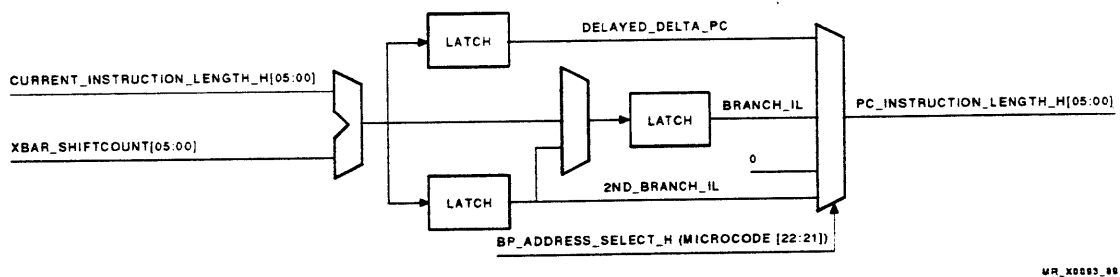 DELAYED_DELTA_PC
LATCH
CURRENT_INSTRUCTION_LENGTH_H[05:00]
BRANCH_IL
PC_INSTRUCTION_LENGTH_H[05:00]
LATCH
XBAR_SHIFTCOUNT[05:00]
0
2ND_BRANCH_IL
LATCH
BP_ADDRESS_SELECT_H (MICROCODE [22:21])